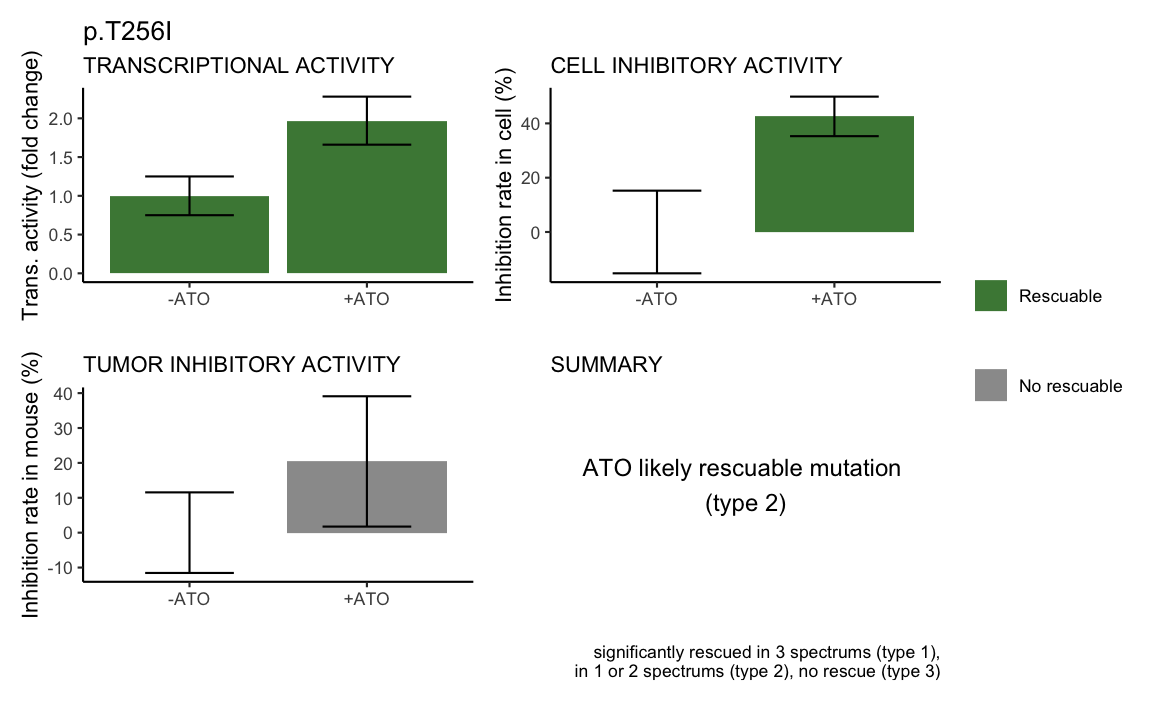 p.T256I
TRANSCRIPTIONAL ACTIVITY
Trans. activity (fold change)
2.0
1.5
1.0
0.5
0.0
-ATO
+ATO
CELL INHIBITORY ACTIVITY
Inhibition rate in cell (%)
40
20
0
-ATO
+ATO
Rescuable
No rescuable
TUMOR INHIBITORY ACTIVITY
Inhibition rate in mouse (%)
40
30
20
10
0
-10
-ATO
+ATO
SUMMARY
ATO likely rescuable mutation
(type 2)
significantly rescued in 3 spectrums (type 1),
in 1 or 2 spectrums (type 2), no rescue (type 3)